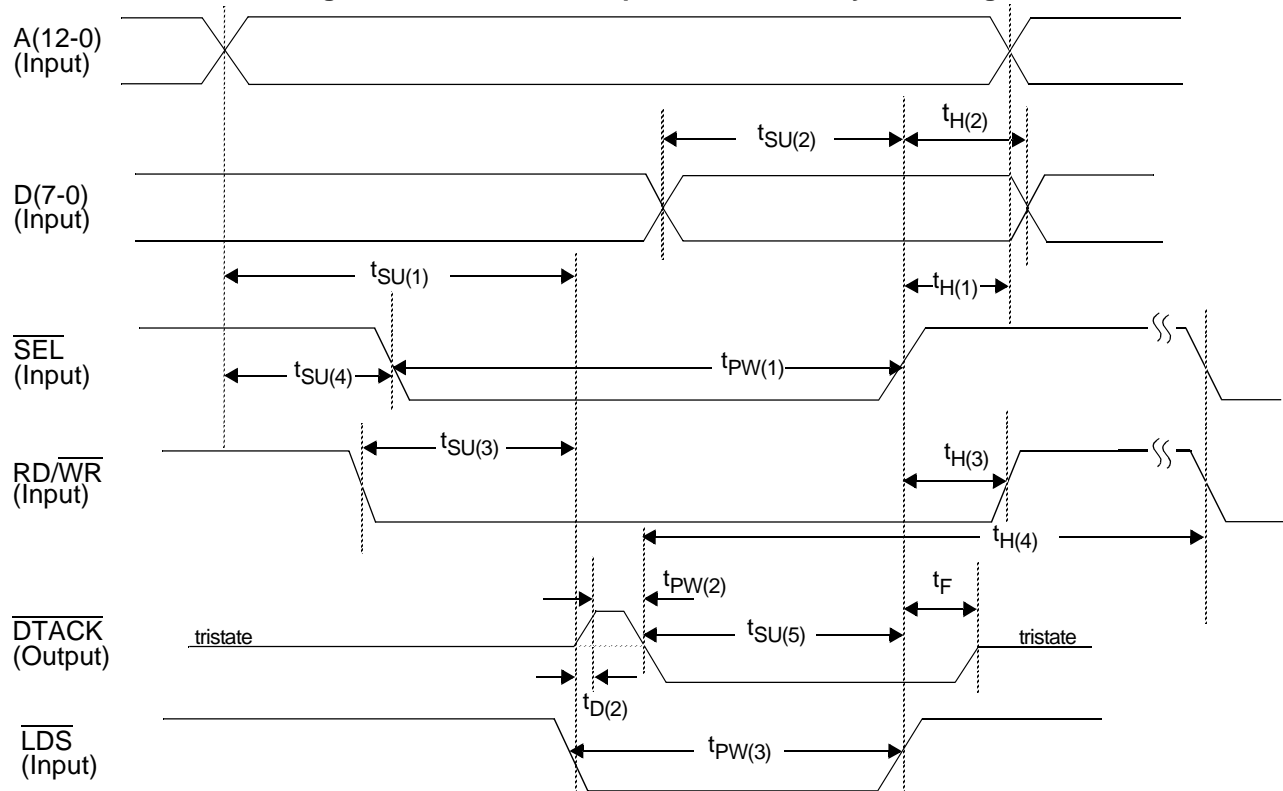 A(12-0)
(Input)
tSU(2)
tH(2)
D(7-0)
(Input)
tSU(1)
tH(1)
SEL
(Input)
tSU(4)
tPW(1)
tSU(3)
RD/WR
(Input)
tH(3)
tH(4)
tPW(2)
tF
DTACK
(Output)
tristate
tSU(5)
tristate
tD(2)
LDS
(Input)
tPW(3)